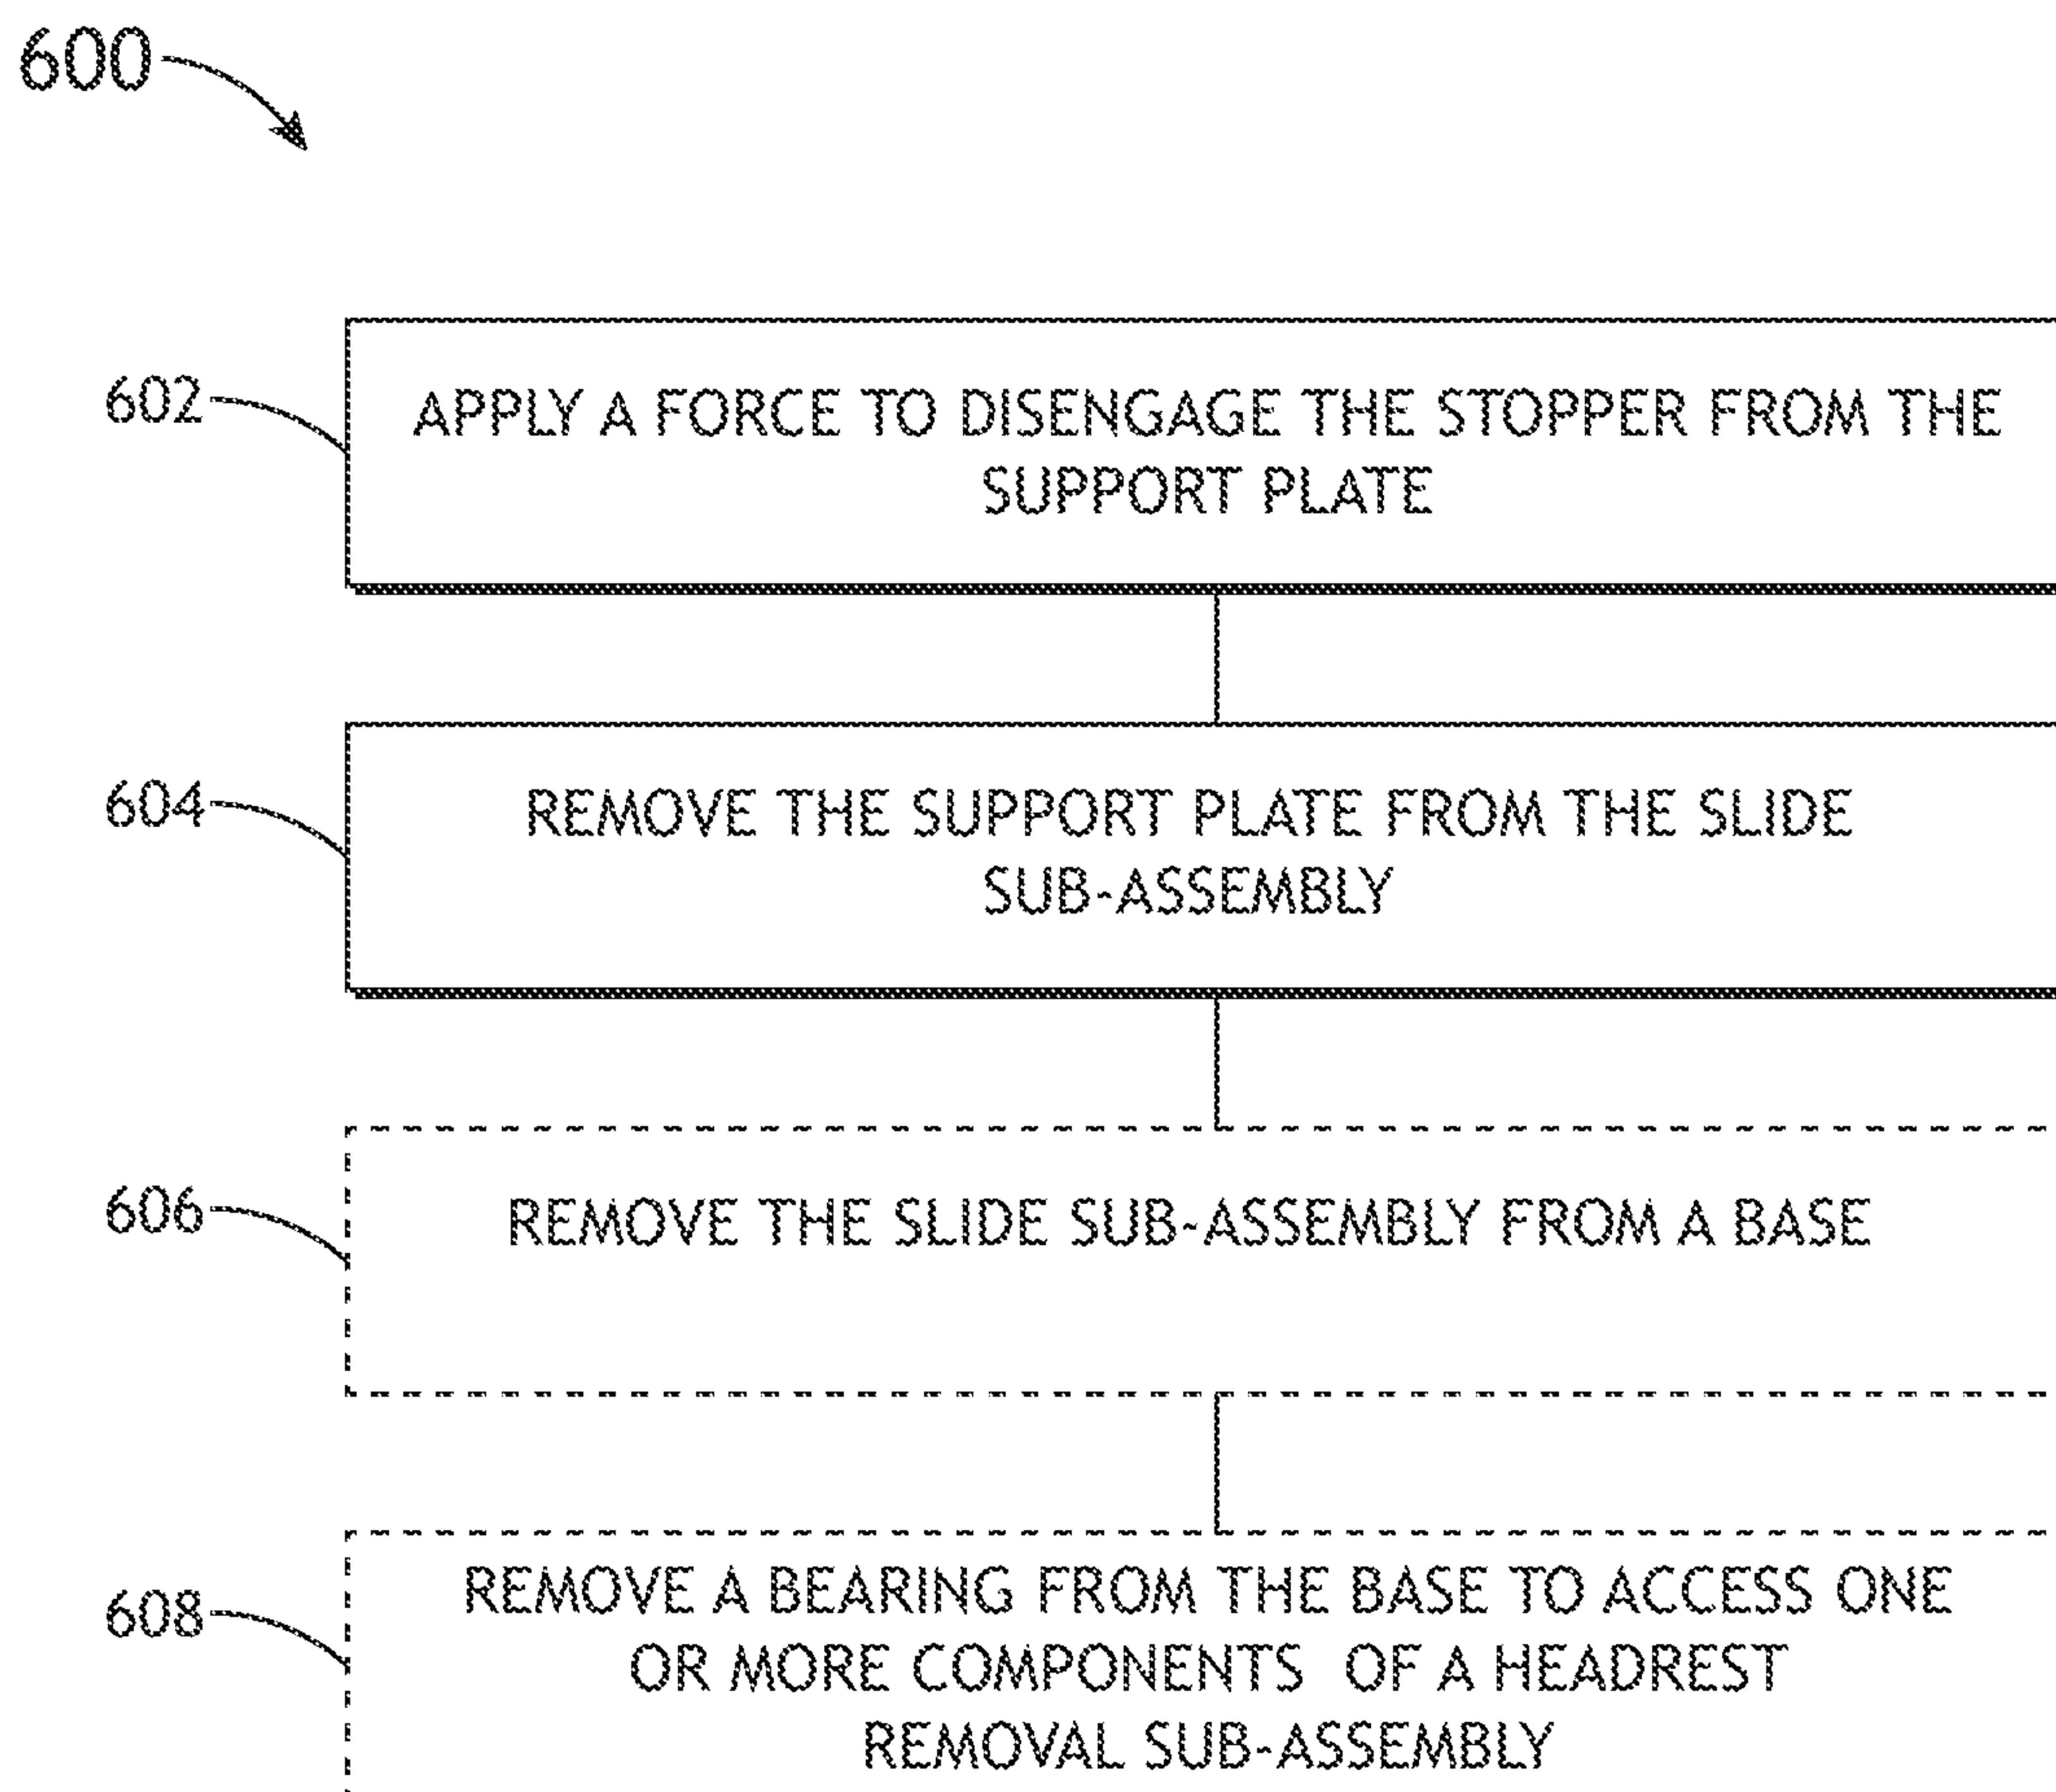 600
602
APPLY A FORCE TO DISENGAGE THE STOPPER FROM THE
SUPPORT PLATE
604
REMOVE THE SUPPORT PLATE FROM THE SLIDE
SUB-ASSEMBLY
606
REMOVE THE SLIDE SUB-ASSEMBLY FROM A BASE
608
REMOVE A BEARING FROM THE BASE TO ACCESS ONE
OR MORE COMPONENTS OF A HEADREST
REMOVAL SUB-ASSEMBLY